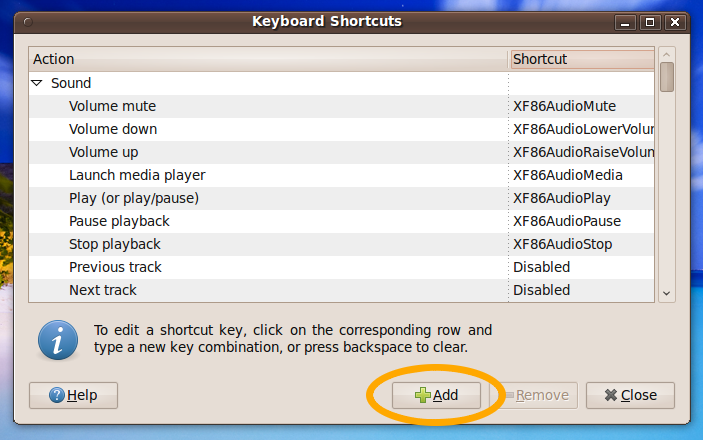 Keyboard Shortcuts
Action Shortcut
Sound
Volume mute XF86AudioMute
Volume down XF86AudioLowerVolun
Volume up XF86AudioRaiseVolun
Launch media player XF86AudioMedia
Play (or play/pause) XF86AudioPlay
Pause playback XF86AudioPause
Stop playback XF86AudioStop
Previous track Disabled
Next track Disabled
To edit a shortcut key, click on the corresponding row and
type a new key combination, or press backspace to clear.
Help Add Remove Close